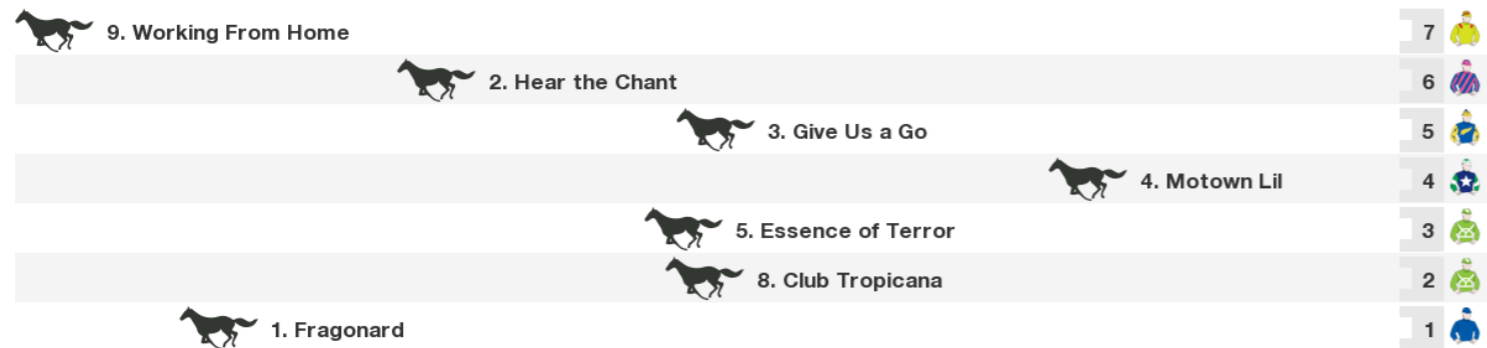 9. Working From Home 7
2. Hear the Chant 6
3. Give Us a Go 5
4. Motown Lil 4
5. Essence of Terror 3
8. Club Tropicana 2
1. Fragonard 1